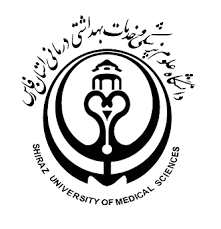 دانشگاه علوم پزشکی و خدمات بهداشتی درمانی استان فارس
SHIRAZ UNIVERSITY OF MEDICAL SCIENCES